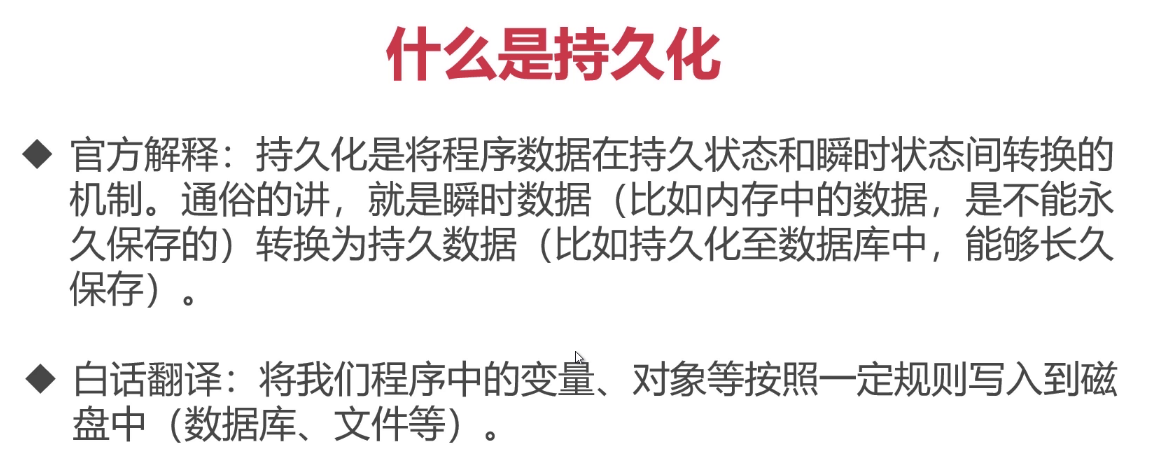 什么是持久化
◆ 官方解释：持久化是将程序数据在持久状态和瞬时状态间转换的
机制。通俗的讲，就是瞬时数据（比如内存中的数据，是不能永
久保存的）转换为持久数据（比如持久化至数据库中，能够长久
保存）。
◆ 白话翻译：将我们程序中的变量、对象等按照一定规则写入到磁
盘中（数据库、文件等）。